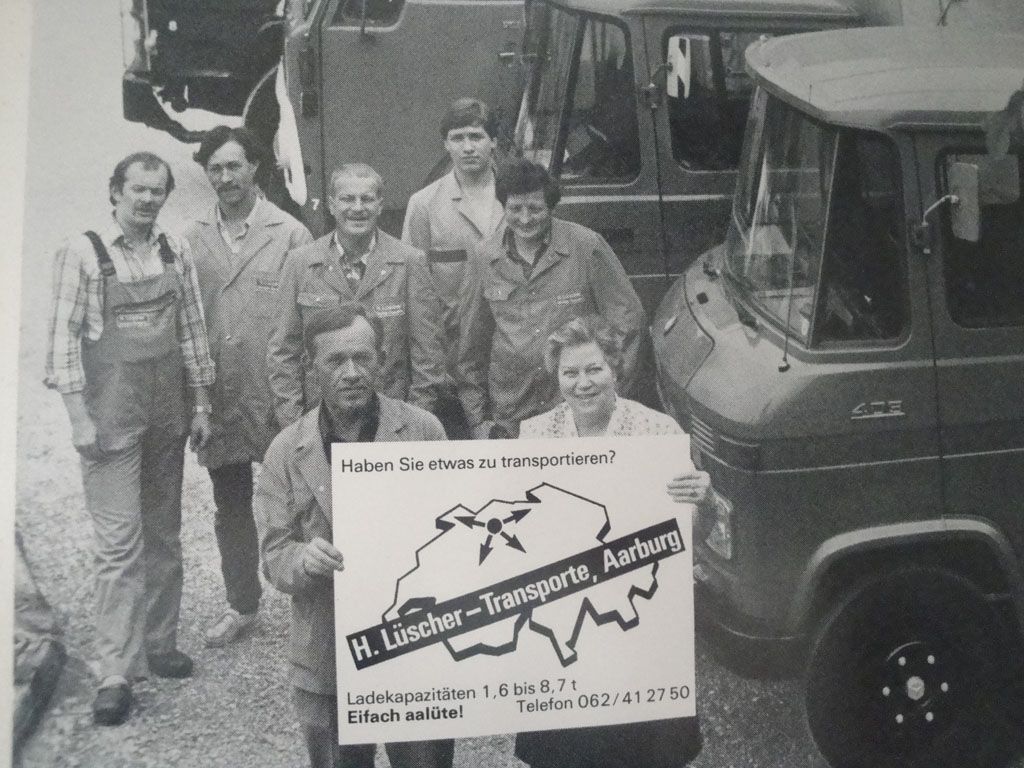 Haben Sie etwas zu transportieren?
H. Lüscher-Transporte, Aarburg
Ladekapazitäten 1,6 bis 8,7 t
Eifach aalüte!
Telefon 062/41 27 50
7